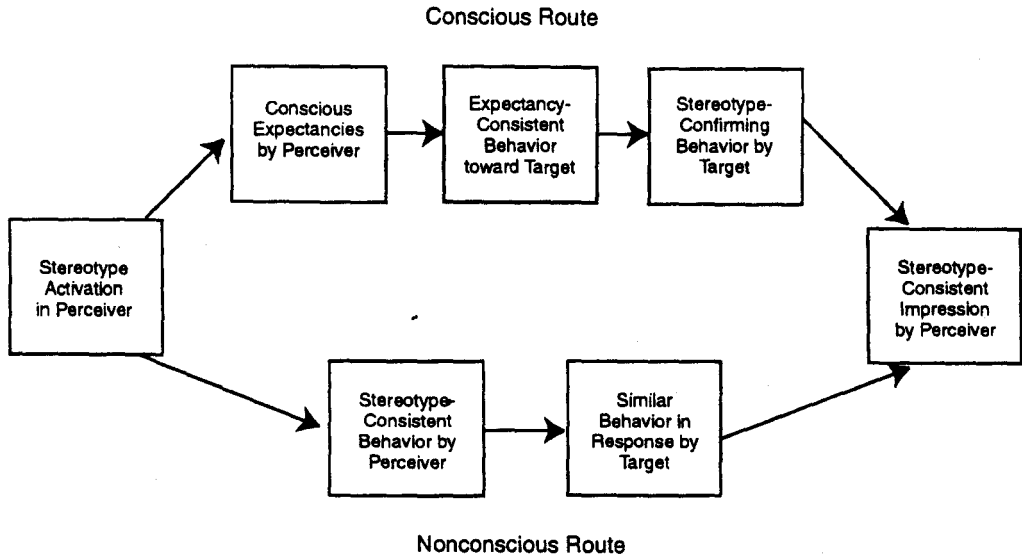 Conscious Route
Conscious
Expectancies
by Perceiver
Expectancy-
Consistent
Behavior
toward Target
Stereotype-
Confirming
Behavior by
Target
Stereotype
Activation
in Perceiver
Stereotype-
Consistent
Impression
by Perceiver
Stereotype-
Consistent
Behavior by
Perceiver
Similar
Behavior in
Response by
Target
Nonconscious Route